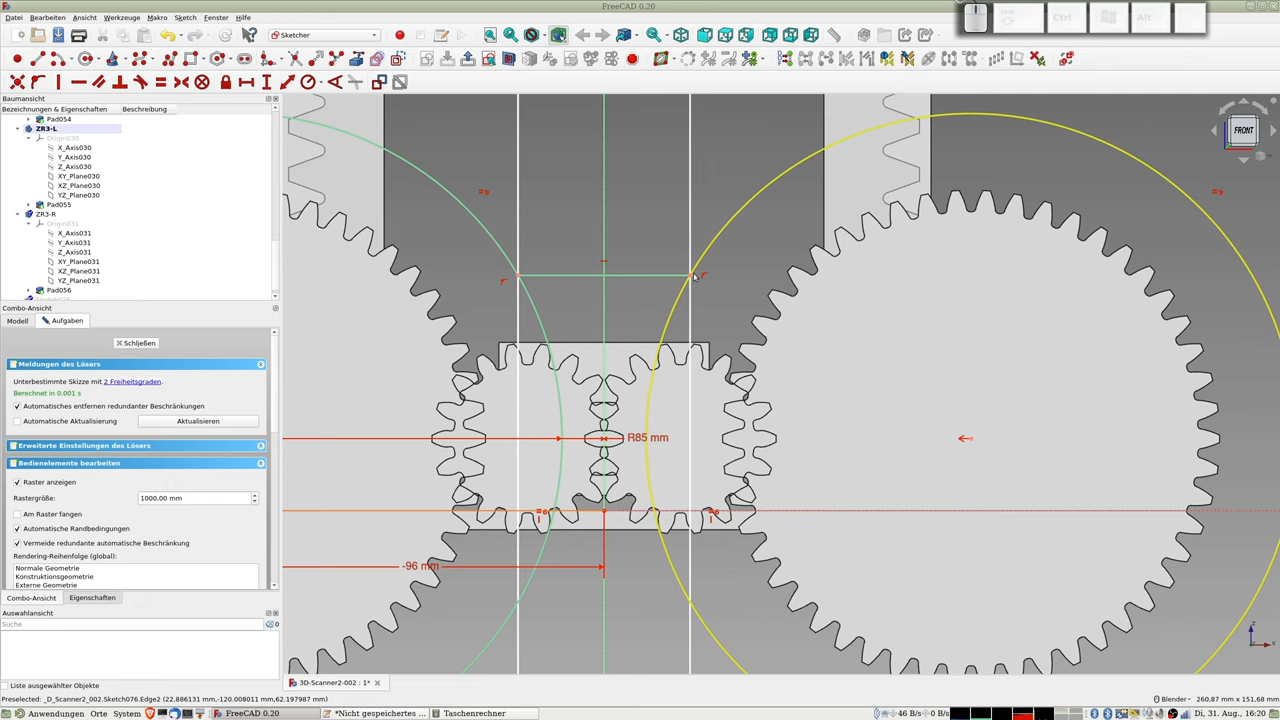 FreeCAD 0.20
Datei Bearbeiten Ansicht Werkzeuge Makro Sketch Fenster Hilfe
Ctrl Alt
Sketcher
Baumansicht
Bezeichnungen & Eigenschaften Beschreibung
Pad054
ZR3-L
Origin030
X_Axis030
Y_Axis030
Z_Axis030
XY_Plane030
XZ_Plane030
YZ_Plane030
Pad055
ZR3-R
Origin031
X_Axis031
Y_Axis031
Z_Axis031
XY_Plane031
XZ_Plane031
YZ_Plane031
Pad056
Combo-Ansicht
Modell Aufgaben
Schließen
Meldungen des Lösers
Unterbestimmte Skizze mit 2 Freiheitsgraden.
Berechnet in 0.001 s
Automatisches entfernen redundanter Beschränkungen
Automatische Aktualisierung Aktualisieren
Erweiterte Einstellungen des Lösers
Bedienelemente bearbeiten
Raster anzeigen
Rastergröße: 1000,00 mm
Am Raster fangen
Automatische Randbedingungen
Vermeide redundante automatische Beschränkung
Rendering-Reihenfolge (global):
Normale Geometrie
Konstruktionsgeometrie
Externe Geometrie
Combo-Ansicht Eigenschaften
Auswahlansicht
Suche 0
Liste ausgewählter Objekte
FRONT
R85 mm
-96 mm
z
x
3D-Scanner2-002 : 1*
Preselected: _D_Scanner2_002.Sketch076.Edge2 (22.886131 mm,-120.008011 mm,62.197987 mm)
Blender 260,87 mm x 151,68 mm
Anwendungen Orte System FreeCAD 0.20 *Nicht gespeichertes ... Taschenrechner 46 B/s 0 B/s Di, 31. Aug., 16:20